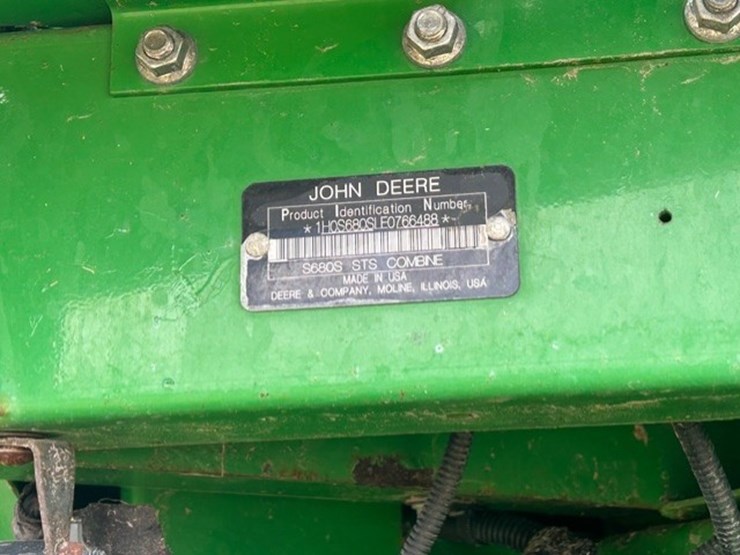 JOHN DEERE
Product Identification Number
*1H0S680SLE0766488*
S680S STS COMBINE
MADE IN USA
DEERE & COMPANY, MOLINE, ILLINOIS, USA